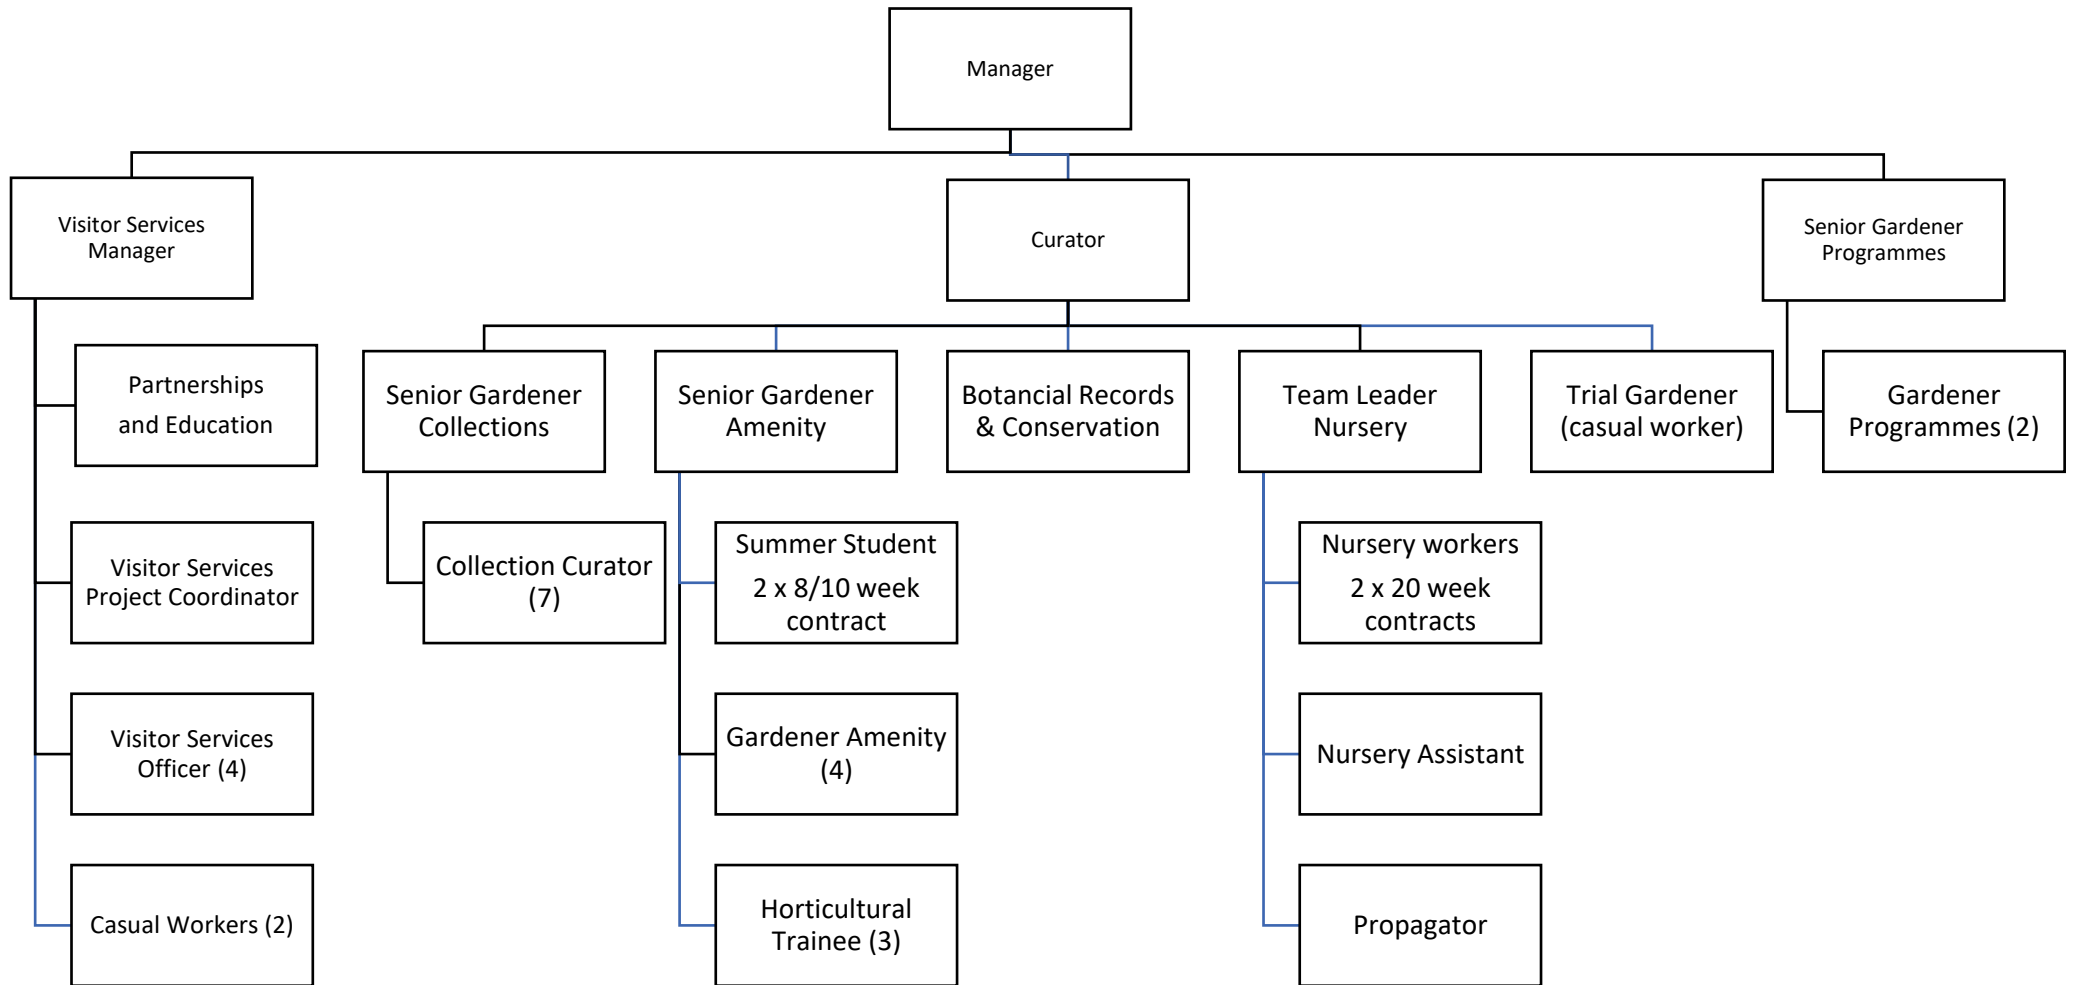 Manager
Visitor Services
Manager
Curator
Senior Gardener
Programmes
Partnerships
and Education
Senior Gardener
Collections
Senior Gardener
Amenity
Botancial Records
& Conservation
Team Leader
Nursery
Trial Gardener
(casual worker)
Gardener
Programmes (2)
Visitor Services
Project Coordinator
Collection Curator
(7)
Summer Student
2 x 8/10 week
contract
Nursery workers
2 x 20 week
contracts
Visitor Services
Officer (4)
Gardener Amenity
(4)
Nursery Assistant
Casual Workers (2)
Horticultural
Trainee (3)
Propagator